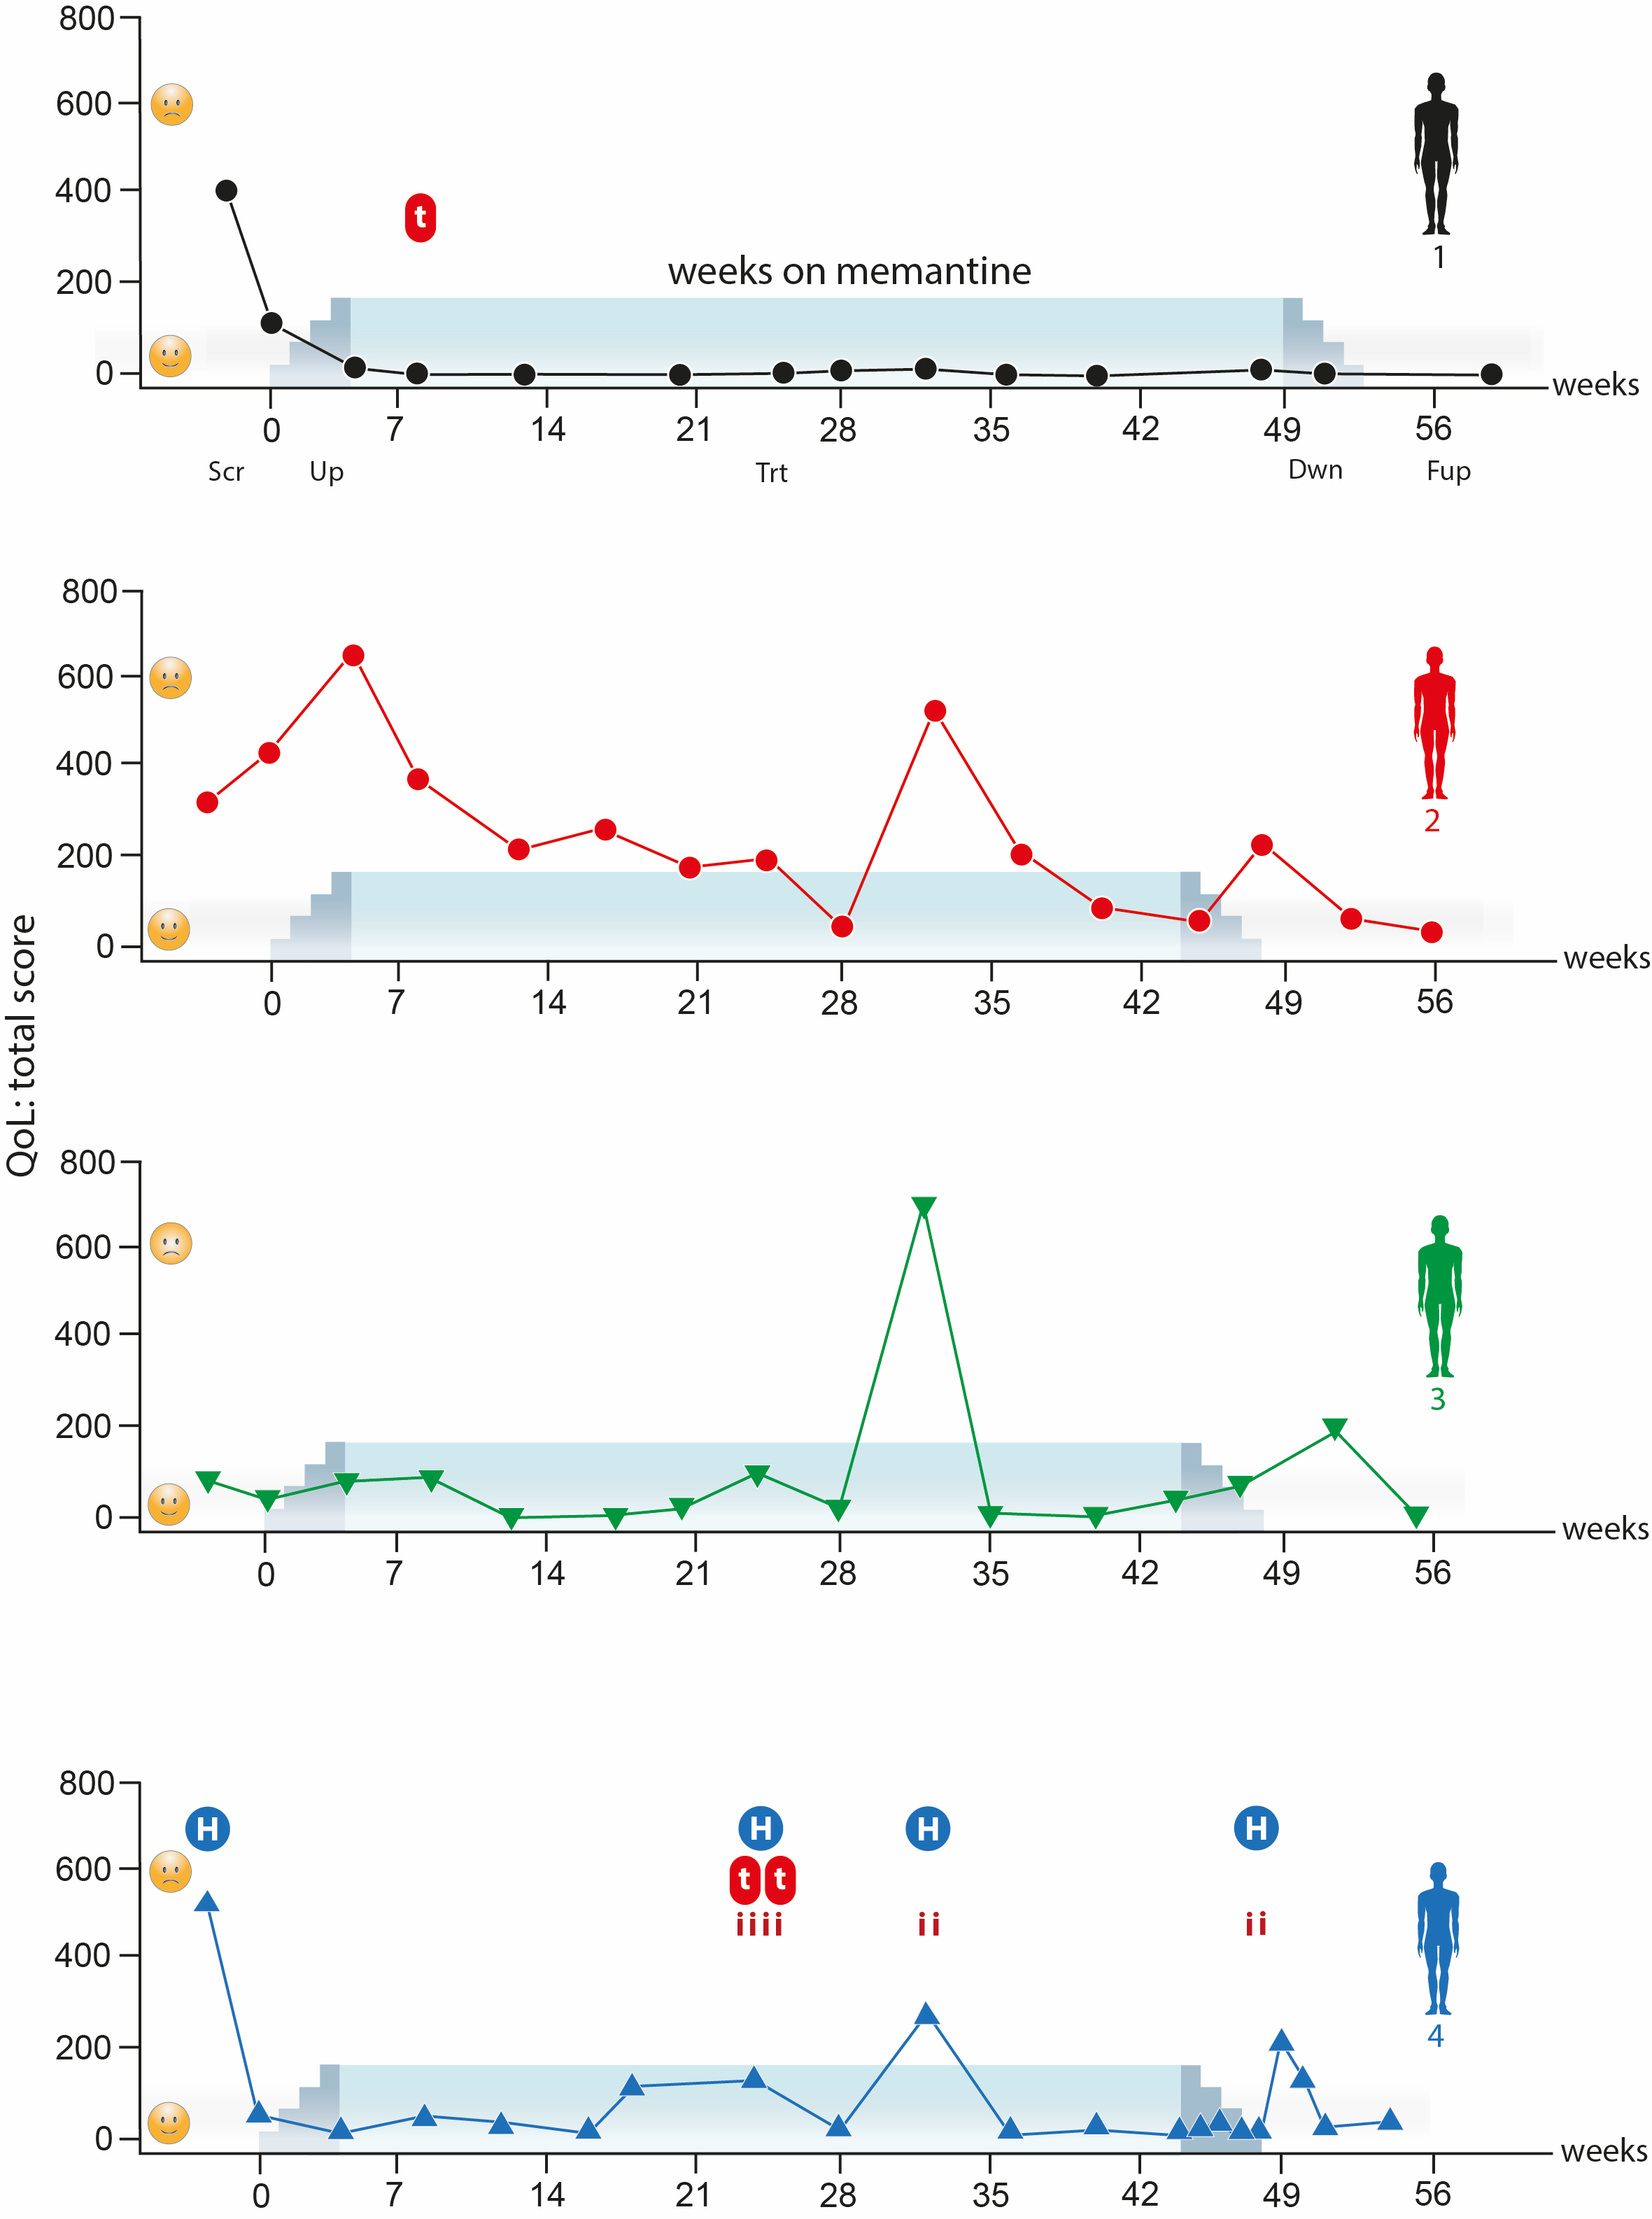 800
600
t
400
1
200
weeks on memantine
0
weeks
0 7 14 21 28 35 42 49 56
Scr Up Trt Dwn Fup
QoL: total score
800
600
400
2
200
0
weeks
0 7 14 21 28 35 42 49 56
800
600
400
3
200
0
weeks
0 7 14 21 28 35 42 49 56
800
H H H H
600
t t
iiii ii ii
400
4
200
0
weeks
0 7 14 21 28 35 42 49 56